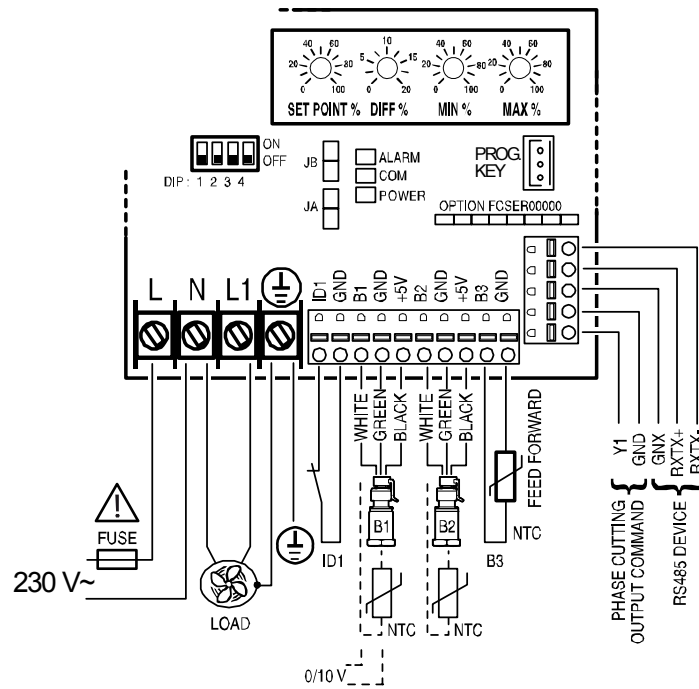 40 60
20 80
0 100
SET POINT %
10
5 15
0 20
DIFF %
40 60
20 80
0 100
MIN %
40 60
20 80
0 100
MAX %
ON
OFF
DIP: 1 2 3 4
JB
JA
ALARM
COM
POWER
PROG.
KEY
OPTION FCSER00000
L N L1
ID1
GND
B1
GND
+5V
B2
GND
+5V
B3
GND
WHITE
GREEN
BLACK
WHITE
GREEN
BLACK
FEED FORWARD
NTC
B3
ID1
B1
B2
NTC
NTC
0/10 V
FUSE
230 V~
LOAD
Y1
GND
GNX
RXTX+
RXTX-
PHASE CUTTING
OUTPUT COMMAND
RS485 DEVICE